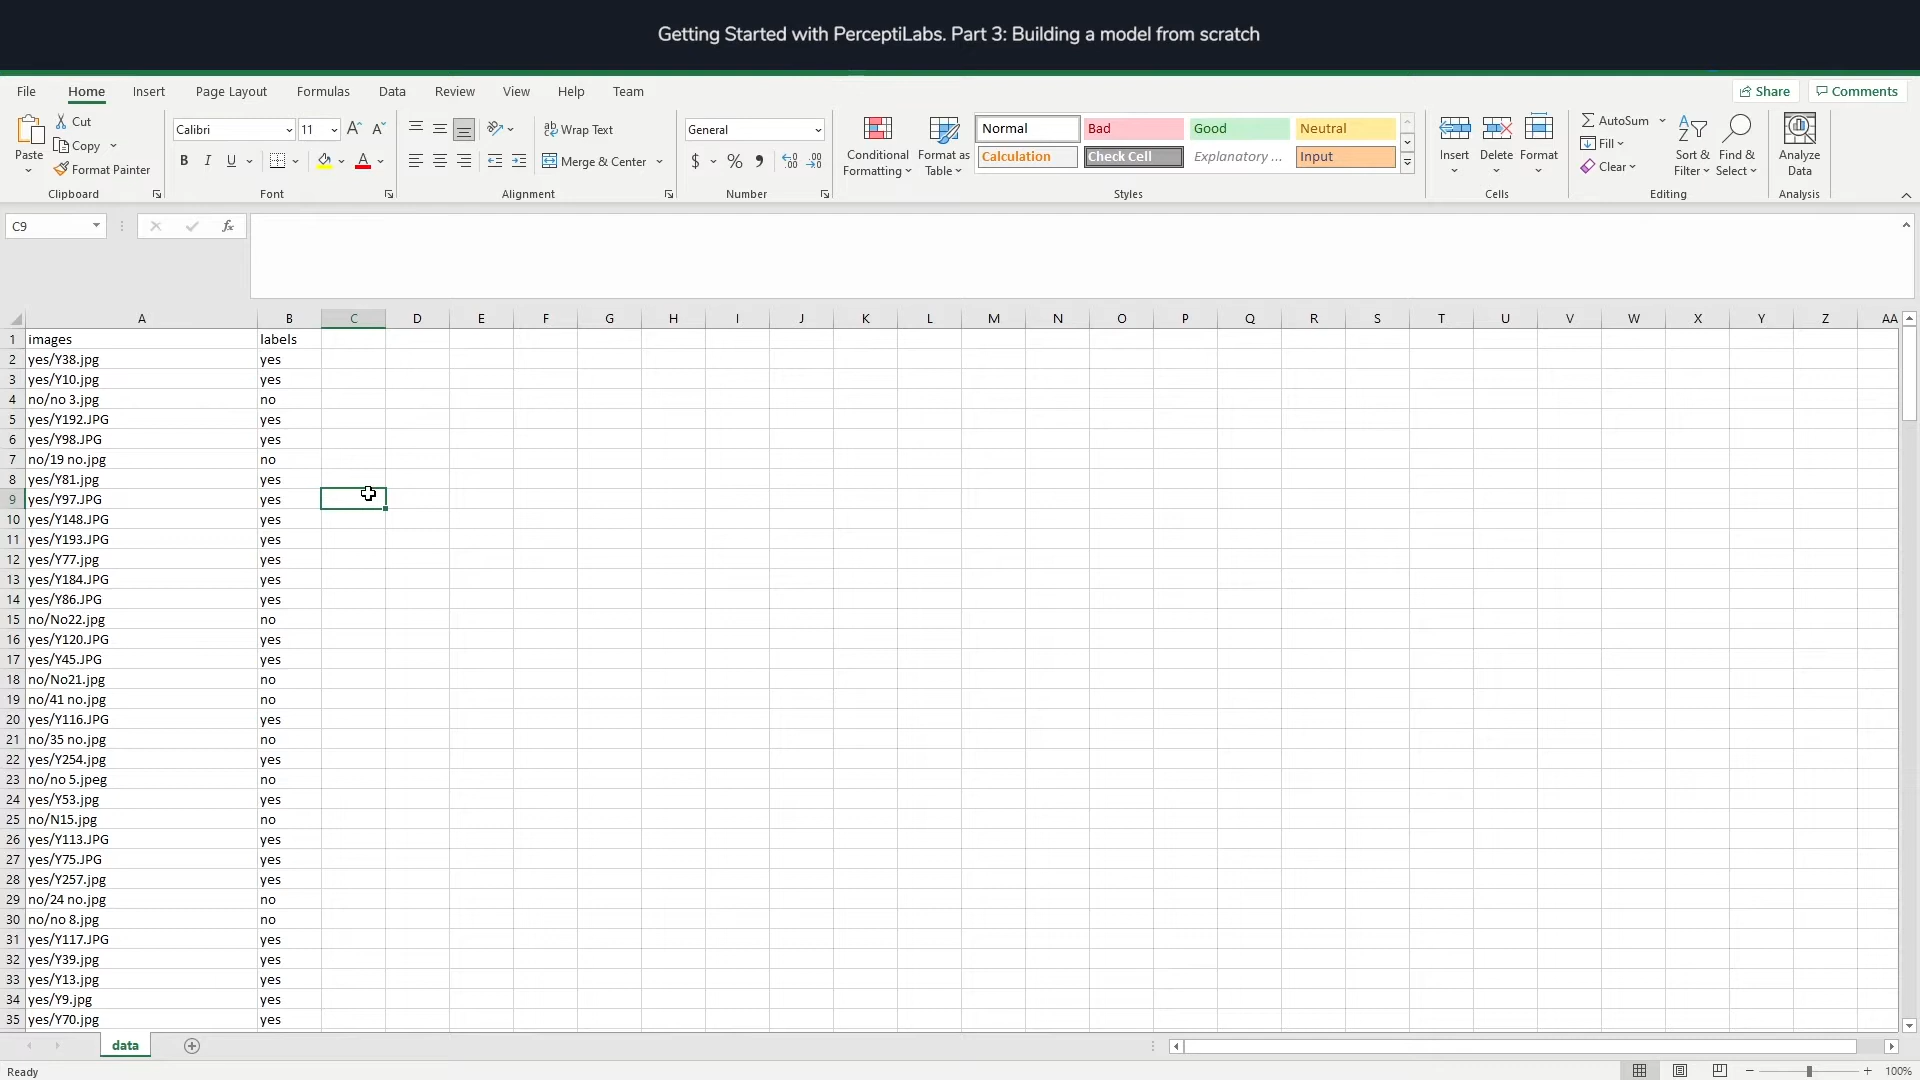 Getting Started with PerceptiLabs. Part 3: Building a model from scratch
File Home Insert Page Layout Formulas Data Review View Help Team Share Comments
Paste Cut Copy Format Painter Clipboard
Calibri 11 B I U A A A Font
ab Wrap Text Merge & Center Alignment
General $ % Number
Conditional Formatting Format as Table
Normal Bad Good Neutral
Calculation Check Cell Explanatory ... Input
Styles
Insert Delete Format Cells
AutoSum Fill Clear Sort & Filter Find & Select Editing
Analyze Data Analysis
C9 fx
A B C D E F G H I J K L M N O P Q R S T U V W X Y Z AA
1 images labels
2 yes/Y38.jpg yes
3 yes/Y10.jpg yes
4 no/no 3.jpg no
5 yes/Y192.JPG yes
6 yes/Y98.JPG yes
7 no/19 no.jpg no
8 yes/Y81.jpg yes
9 yes/Y97.JPG yes
10 yes/Y148.JPG yes
11 yes/Y193.JPG yes
12 yes/Y77.jpg yes
13 yes/Y184.JPG yes
14 yes/Y86.JPG yes
15 no/No22.jpg no
16 yes/Y120.JPG yes
17 yes/Y45.JPG yes
18 no/No21.jpg no
19 no/41 no.jpg no
20 yes/Y116.JPG yes
21 no/35 no.jpg no
22 yes/Y254.jpg yes
23 no/no 5.jpeg no
24 yes/Y53.jpg yes
25 no/N15.jpg no
26 yes/Y113.JPG yes
27 yes/Y75.JPG yes
28 yes/Y257.jpg yes
29 no/24 no.jpg no
30 no/no 8.jpg no
31 yes/Y117.JPG yes
32 yes/Y39.jpg yes
33 yes/Y13.jpg yes
34 yes/Y9.jpg yes
35 yes/Y70.jpg yes
data
Ready 100%